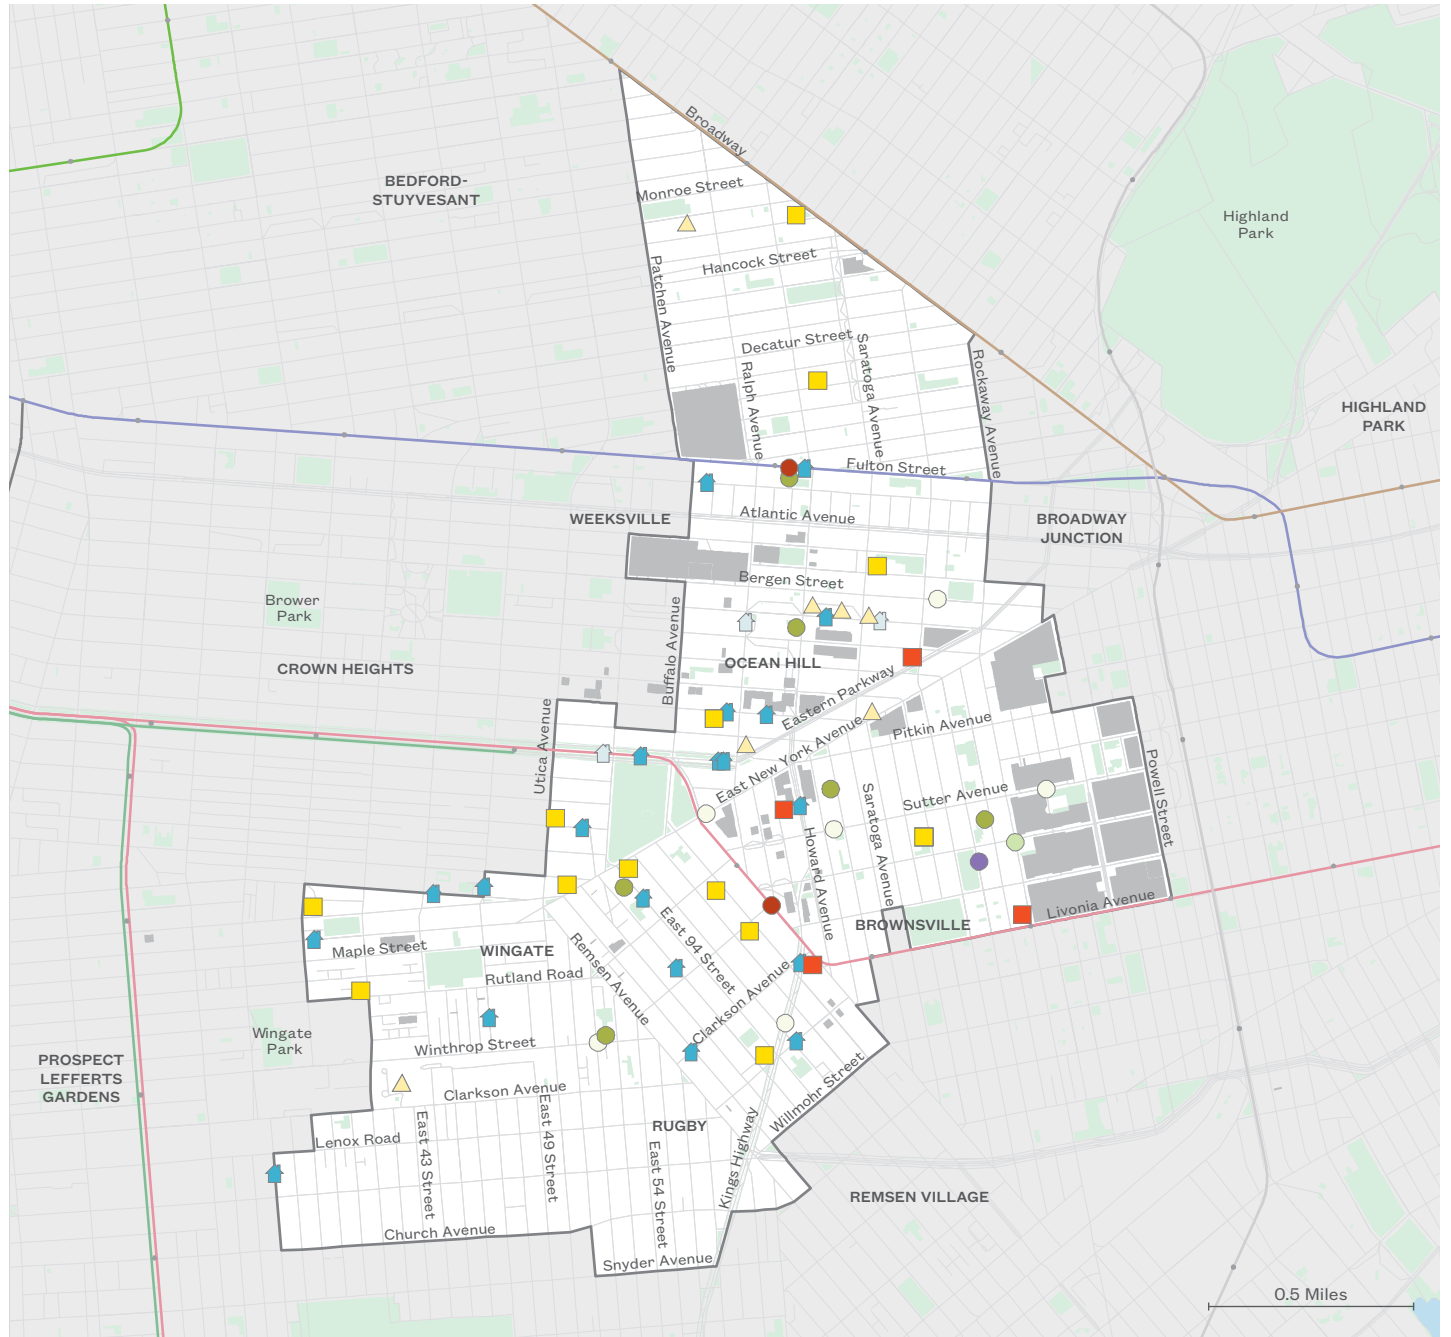 Broadway
BEDFORD-
STUYVESANT
Monroe Street
Highland
Park
Hancock Street
Patchen Avenue
Decatur Street
Ralph Avenue
Saratoga Avenue
Rockaway Avenue
HIGHLAND
PARK
Fulton Street
WEEKSVILLE
Atlantic Avenue
BROADWAY
JUNCTION
Bergen Street
Brower
Park
Buffalo Avenue
CROWN HEIGHTS
OCEAN HILL
Eastern Parkway
Utica Avenue
East New York Avenue
Pitkin Avenue
Powell Street
Sutter Avenue
Saratoga Avenue
Howard Avenue
Livonia Avenue
BROWNSVILLE
East 94 Street
Maple Street
WINGATE
Remsen Avenue
Rutland Road
Clarkson Avenue
Wingate
Park
Winthrop Street
PROSPECT
LEFFERTS
GARDENS
Clarkson Avenue
Willmohr Street
RUGBY
Lenox Road
East 43 Street
East 49 Street
East 54 Street
Kings Highway
REMSEN VILLAGE
Church Avenue
Snyder Avenue
0.5 Miles